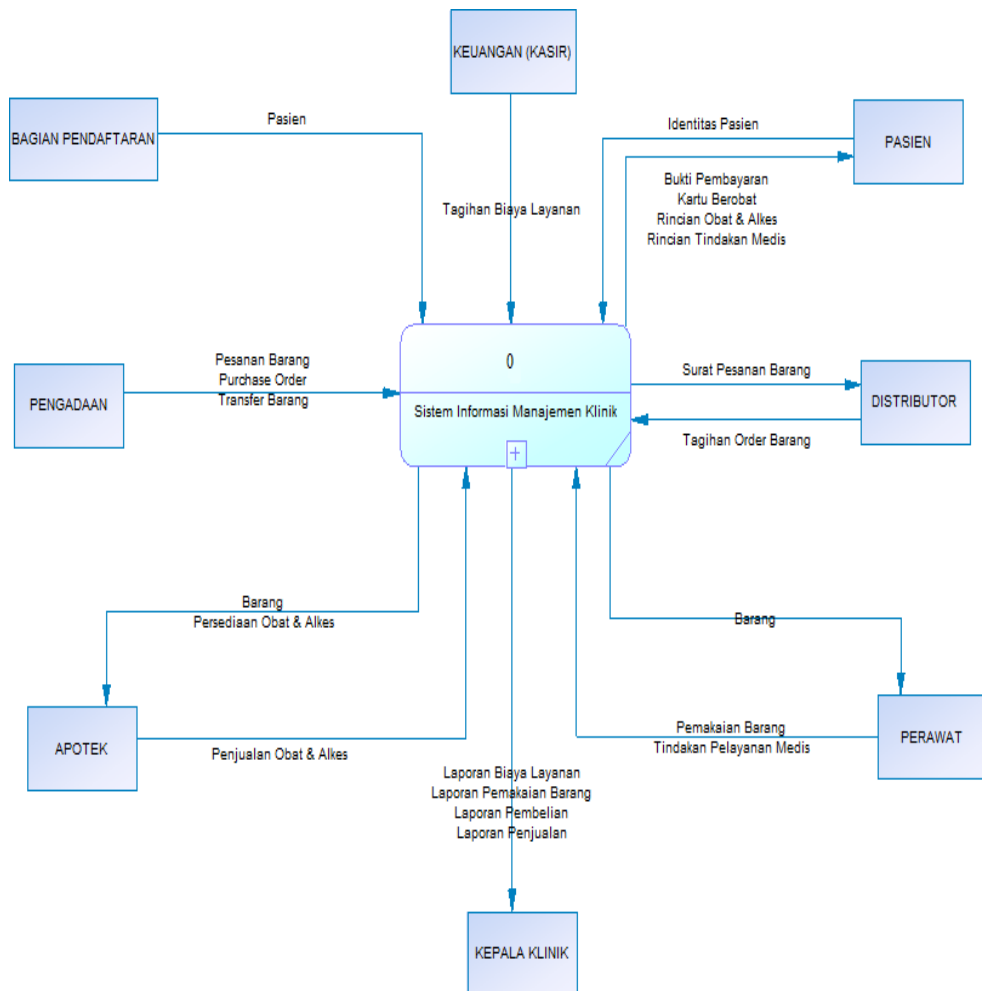 KEUANGAN (KASIR)
BAGIAN PENDAFTARAN
Pasien
Identitas Pasien
PASIEN
Bukti Pembayaran
Kartu Berobat
Rincian Obat & Alkes
Rincian Tindakan Medis
Tagihan Biaya Layanan
PENGADAAN
Pesanan Barang
Purchase Order
Transfer Barang
0
Sistem Informasi Manajemen Klinik
+
Surat Pesanan Barang
DISTRIBUTOR
Tagihan Order Barang
Barang
Persediaan Obat & Alkes
Barang
APOTEK
Penjualan Obat & Alkes
Pemakaian Barang
Tindakan Pelayanan Medis
PERAWAT
Laporan Biaya Layanan
Laporan Pemakaian Barang
Laporan Pembelian
Laporan Penjualan
KEPALA KLINIK